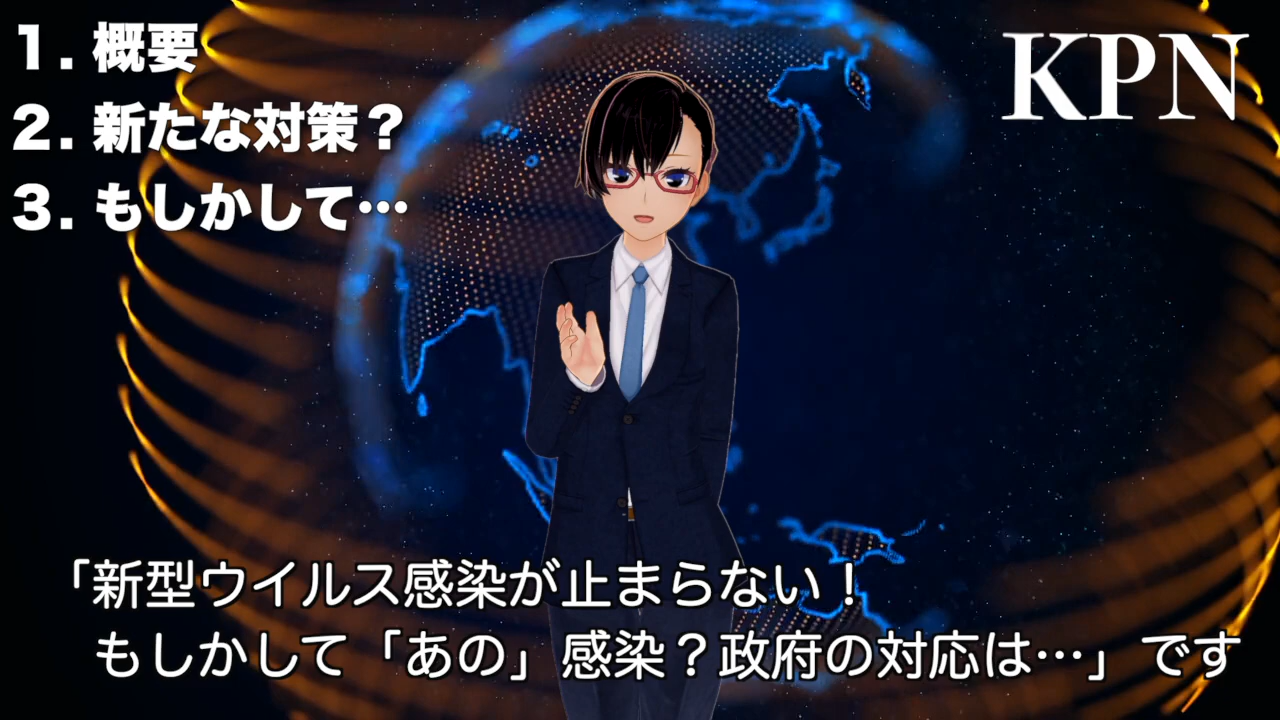 1. 概要
2. 新たな対策？
3. もしかして…
KPN
「新型ウイルス感染が止まらない！
もしかして「あの」感染？政府の対応は…」です